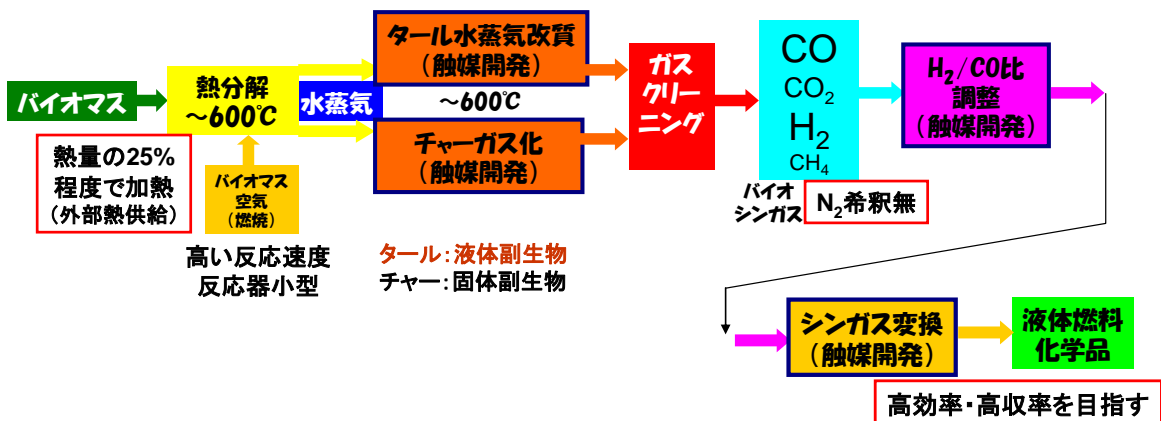 バイオマス
熱分解
～600℃
水蒸気
タール水蒸気改質
(触媒開発)
～600℃
チャーガス化
(触媒開発)
ガス
クリー
ニング
CO
CO₂
H₂
CH₄
バイオ
シンガス
N₂希釈無
H₂/CO比
調整
(触媒開発)
熱量の25%
程度で加熱
(外部熱供給)
バイオマス
空気
(燃焼)
高い反応速度
反応器小型
タール：液体副生物
チャー：固体副生物
シンガス変換
(触媒開発)
液体燃料
化学品
高効率・高収率を目指す